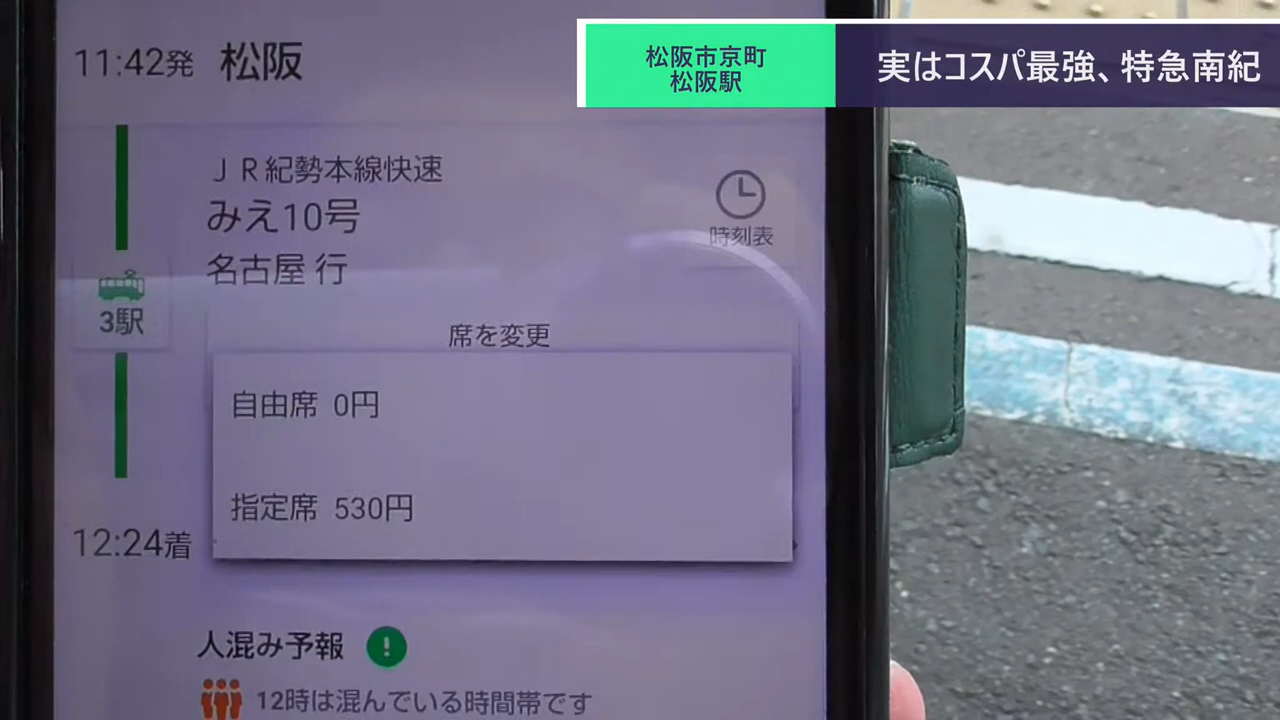 松阪市京町
松阪駅
実はコスパ最強、特急南紀
11:42発 松阪
ＪＲ紀勢本線快速
みえ10号
時刻表
名古屋 行
3駅
席を変更
自由席 0円
指定席 530円
12:24着
人混み予報
12時は混んでいる時間帯です